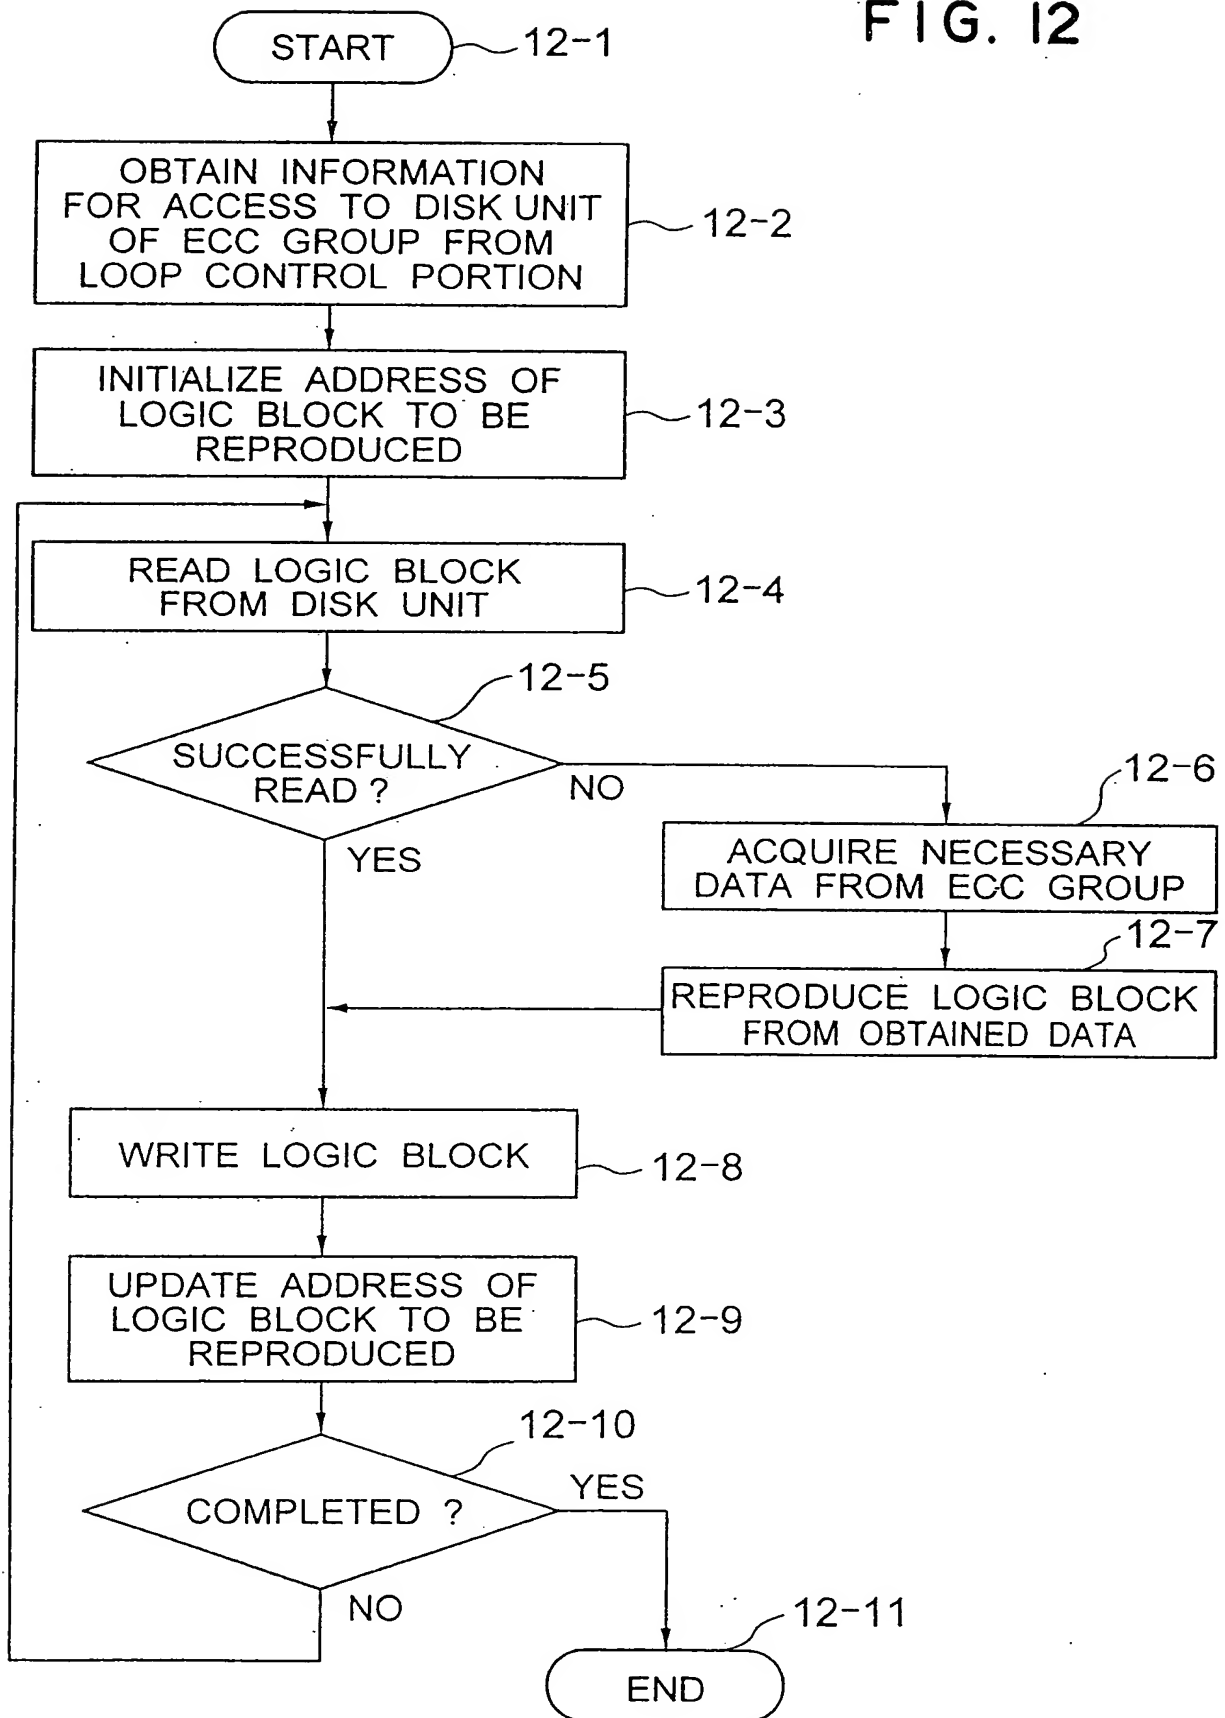 FIG. 12
START
12-1
OBTAIN INFORMATION
FOR ACCESS TO DISK UNIT
OF ECC GROUP FROM
LOOP CONTROL PORTION
12-2
INITIALIZE ADDRESS OF
LOGIC BLOCK TO BE
REPRODUCED
12-3
READ LOGIC BLOCK
FROM DISK UNIT
12-4
12-5
SUCCESSFULLY
READ ?
NO
YES
12-6
ACQUIRE NECESSARY
DATA FROM ECC GROUP
12-7
REPRODUCE LOGIC BLOCK
FROM OBTAINED DATA
WRITE LOGIC BLOCK
12-8
UPDATE ADDRESS OF
LOGIC BLOCK TO BE
REPRODUCED
12-9
12-10
COMPLETED ?
YES
NO
12-11
END